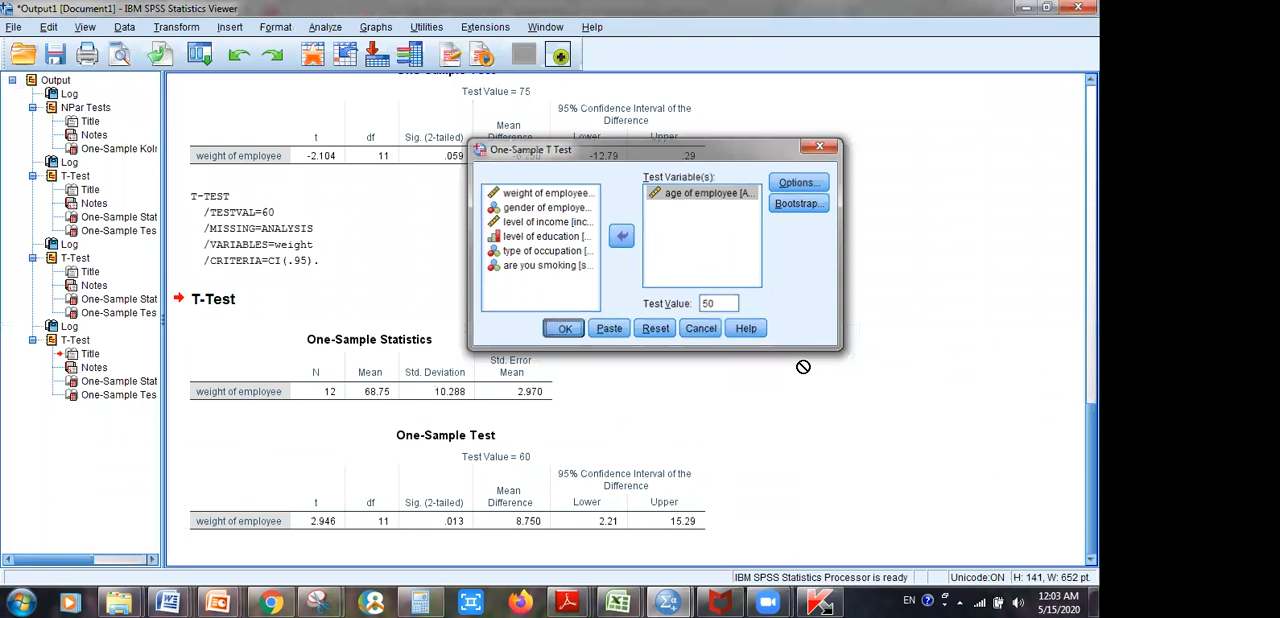 *Output1 [Document1] - IBM SPSS Statistics Viewer
File Edit View Data Transform Insert Format Analyze Graphs Utilities Extensions Window Help
Output
Log
NPar Tests
Title
Notes
One-Sample Kol
Log
T-Test
Title
Notes
One-Sample Stat
One-Sample Tes
Log
T-Test
Title
Notes
One-Sample Stat
One-Sample Tes
Log
T-Test
Title
Notes
One-Sample Stat
One-Sample Tes
Test Value = 75
95% Confidence Interval of the
Difference
Mean
t df Sig. (2-tailed) Difference Lower Upper
weight of employee -2.104 11 .059 -12.79 .29
T-TEST
/TESTVAL=60
/MISSING=ANALYSIS
/VARIABLES=weight
/CRITERIA=CI(.95).
T-Test
One-Sample Statistics
N Mean Std. Deviation Std. Error
Mean
weight of employee 12 68.75 10.288 2.970
One-Sample Test
Test Value = 60
95% Confidence Interval of the
Difference
Mean
t df Sig. (2-tailed) Difference Lower Upper
weight of employee 2.946 11 .013 8.750 2.21 15.29
One-Sample T Test
Test Variable(s):
weight of employee...
gender of employe...
level of income [inc...
level of education [...
type of occupation [...
are you smoking [s...
age of employee [A...
Options...
Bootstrap...
Test Value: 50
OK Paste Reset Cancel Help
IBM SPSS Statistics Processor is ready Unicode:ON H: 141, W: 652 pt.
EN
12:03 AM
5/15/2020